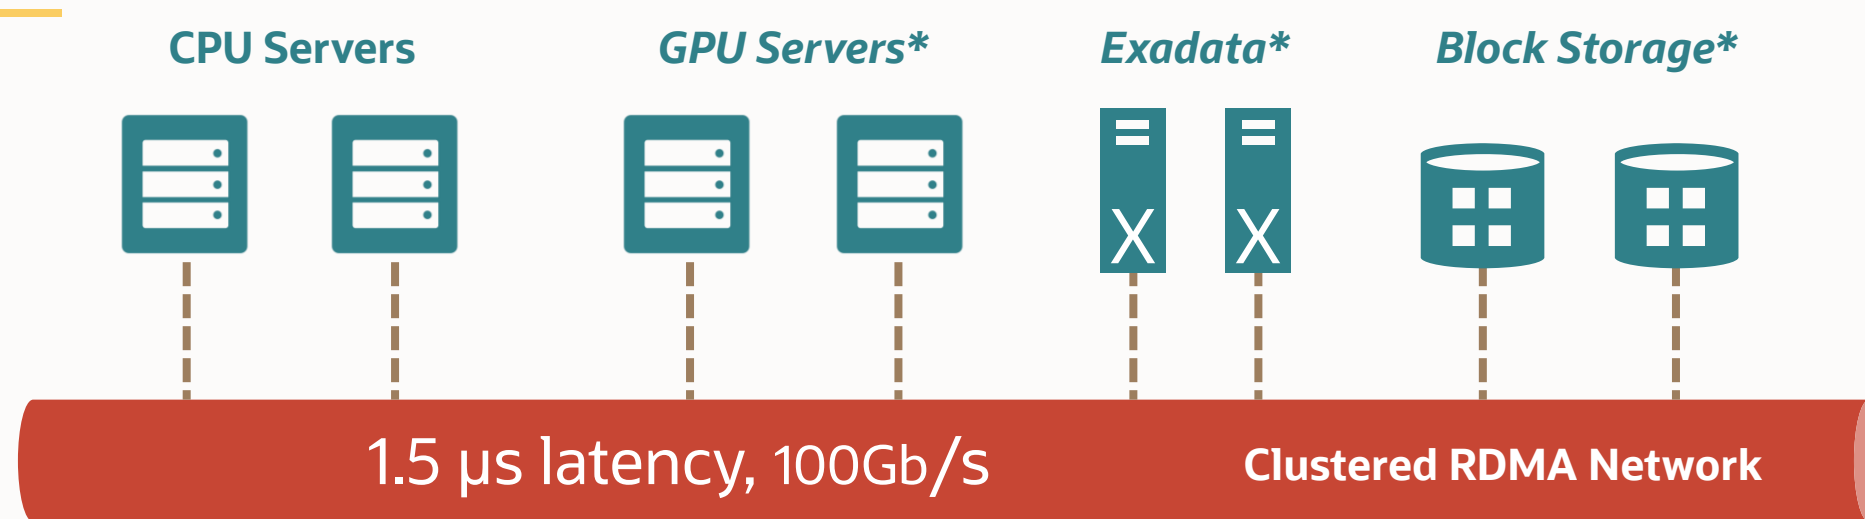 CPU Servers
GPU Servers*
Exadata*
Block Storage*
X
X
1.5 µs latency, 100Gb/s
Clustered RDMA Network